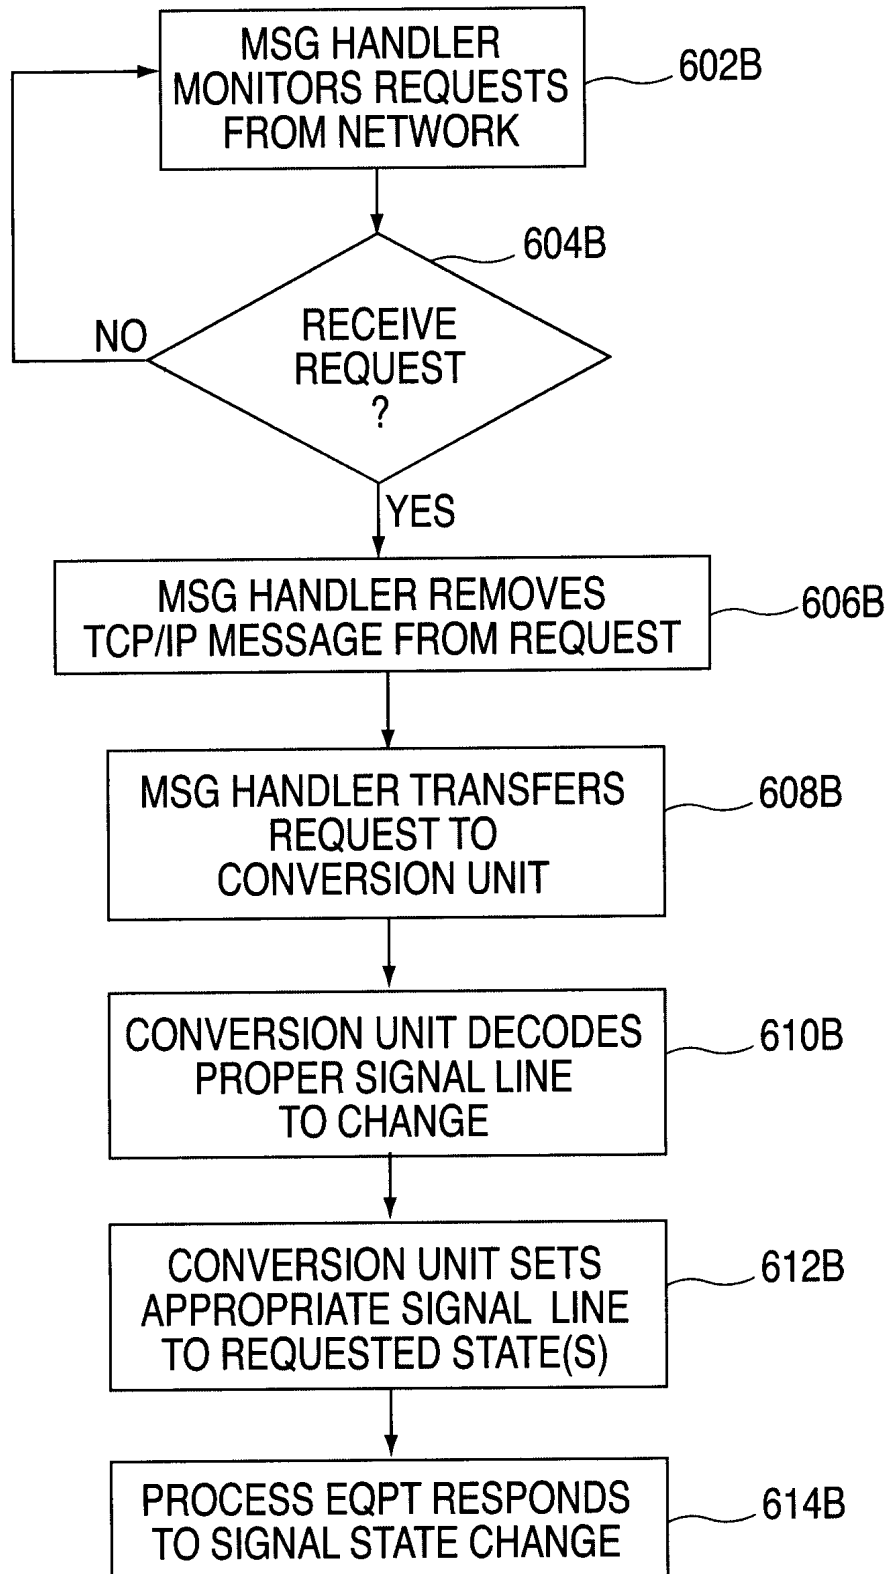 MSG HANDLER
MONITORS REQUESTS
FROM NETWORK
602B
604B
RECEIVE
REQUEST
?
NO
YES
MSG HANDLER REMOVES
TCP/IP MESSAGE FROM REQUEST
606B
MSG HANDLER TRANSFERS
REQUEST TO
CONVERSION UNIT
608B
CONVERSION UNIT DECODES
PROPER SIGNAL LINE
TO CHANGE
610B
CONVERSION UNIT SETS
APPROPRIATE SIGNAL LINE
TO REQUESTED STATE(S)
612B
PROCESS EQPT RESPONDS
TO SIGNAL STATE CHANGE
614B